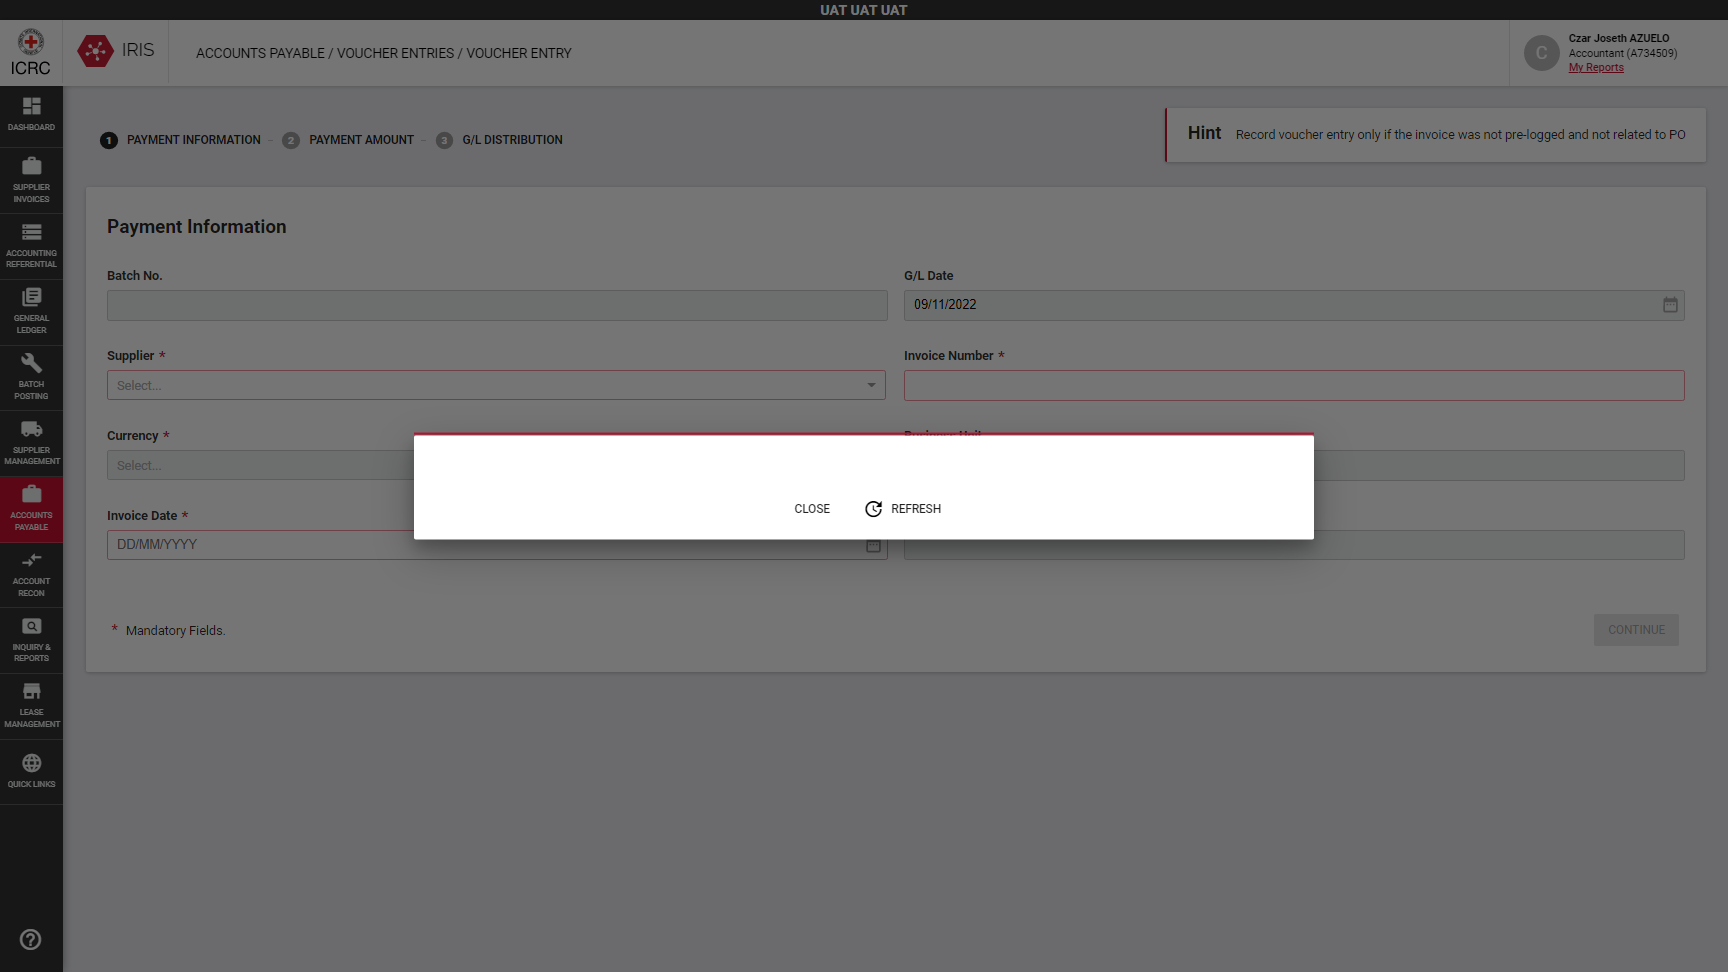 UAT UAT UAT
ICRC
IRIS
ACCOUNTS PAYABLE / VOUCHER ENTRIES / VOUCHER ENTRY
C
Czar Joseth AZUELO
Accountant (A734509)
My Reports
DASHBOARD
SUPPLIER
INVOICES
ACCOUNTING
REFERENTIAL
GENERAL
LEDGER
BATCH
POSTING
SUPPLIER
MANAGEMENT
ACCOUNTS
PAYABLE
ACCOUNT
RECON
INQUIRY &
REPORTS
LEASE
MANAGEMENT
QUICK LINKS
1 PAYMENT INFORMATION - 2 PAYMENT AMOUNT - 3 G/L DISTRIBUTION
Hint Record voucher entry only if the invoice was not pre-logged and not related to PO
Payment Information
Batch No.
G/L Date
09/11/2022
Supplier *
Select...
Invoice Number *
Currency *
Select...
Business Unit
Invoice Date *
DD/MM/YYYY
CLOSE
REFRESH
* Mandatory Fields.
CONTINUE